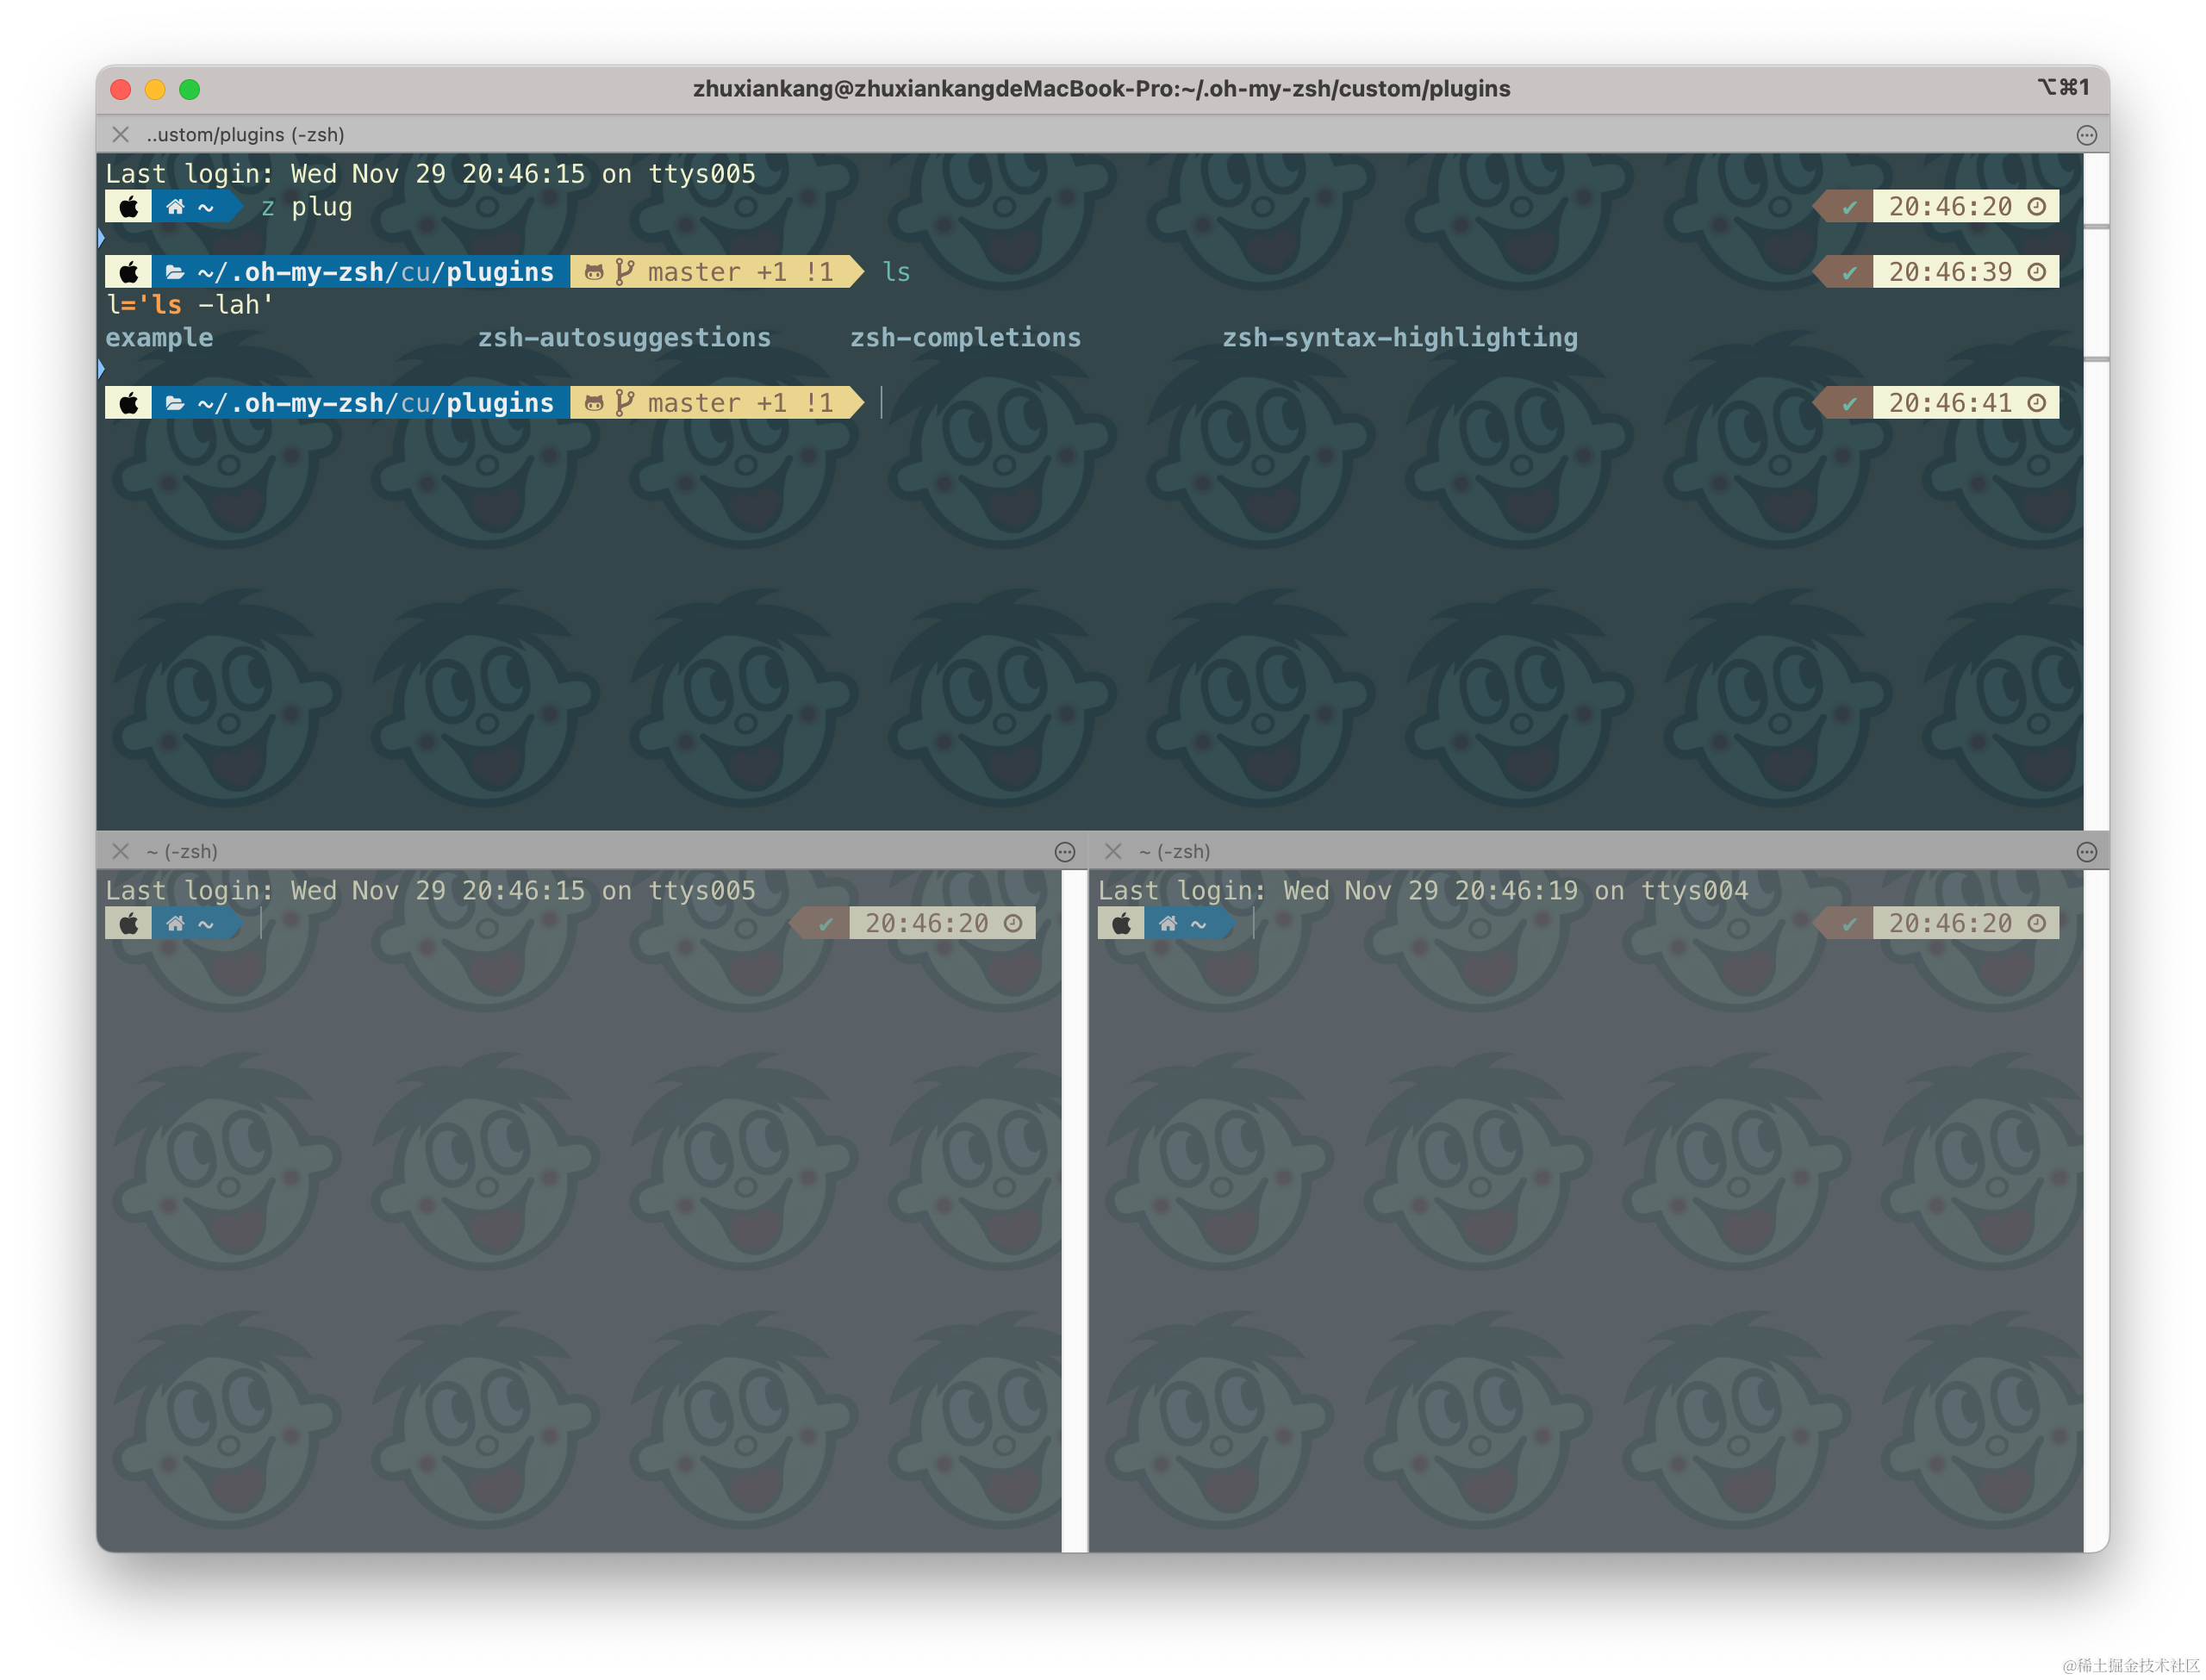 zhuxiankang@zhuxiankangdeMacBook-Pro:~/.oh-my-zsh/custom/plugins ⌥⌘1
..ustom/plugins (-zsh)
Last login: Wed Nov 29 20:46:15 on ttys005
~ z plug ✔ 20:46:20
~/.oh-my-zsh/cu/plugins master +1 !1 ls ✔ 20:46:39
l='ls -lah'
example zsh-autosuggestions zsh-completions zsh-syntax-highlighting
~/.oh-my-zsh/cu/plugins master +1 !1 ✔ 20:46:41
~ (-zsh)
Last login: Wed Nov 29 20:46:15 on ttys005
~ ✔ 20:46:20
~ (-zsh)
Last login: Wed Nov 29 20:46:19 on ttys004
~ ✔ 20:46:20
@稀土掘金技术社区